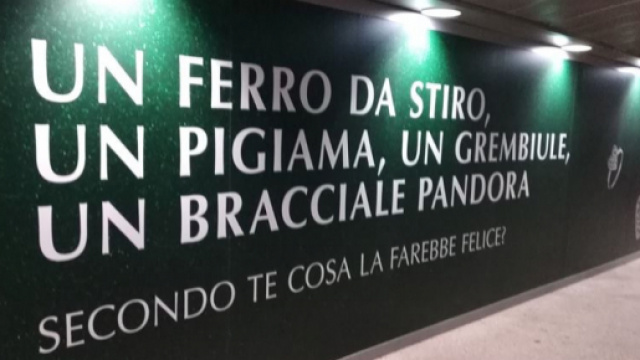 UN FERRO DA STIRO,
UN PIGIAMA, UN GREMBIULE,
UN BRACCIALE PANDORA
SECONDO TE COSA LA FAREBBE FELICE?